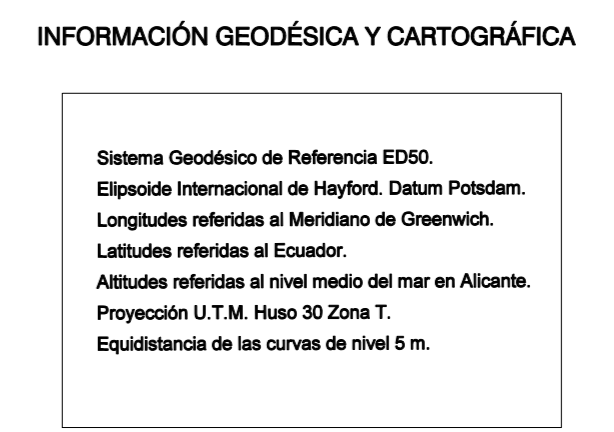 INFORMACIÓN GEODÉSICA Y CARTOGRÁFICA
Sistema Geodésico de Referencia ED50.
Elipsoide Internacional de Hayford. Datum Potsdam.
Longitudes referidas al Meridiano de Greenwich.
Latitudes referidas al Ecuador.
Altitudes referidas al nivel medio del mar en Alicante.
Proyección U.T.M. Huso 30 Zona T.
Equidistancia de las curvas de nivel 5 m.